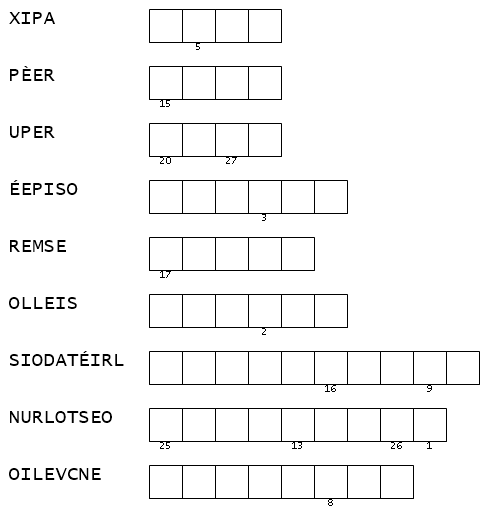 XIPA
5
PÈER
15
UPER
20 27
ÉEPISO
3
REMSE
17
OLLEIS
2
SIODATÉIRL
16 9
NURLOTSEO
25 13 26 1
OILEVCNE
8